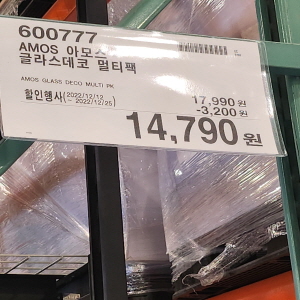 600777
AMOS 아모스
글라스데코 멀티팩
AMOS GLASS DECO MULTI PK
할인행사 (2022/12/12 ~ 2022/12/25)
17,990 원
-3,200 원
14,790 원